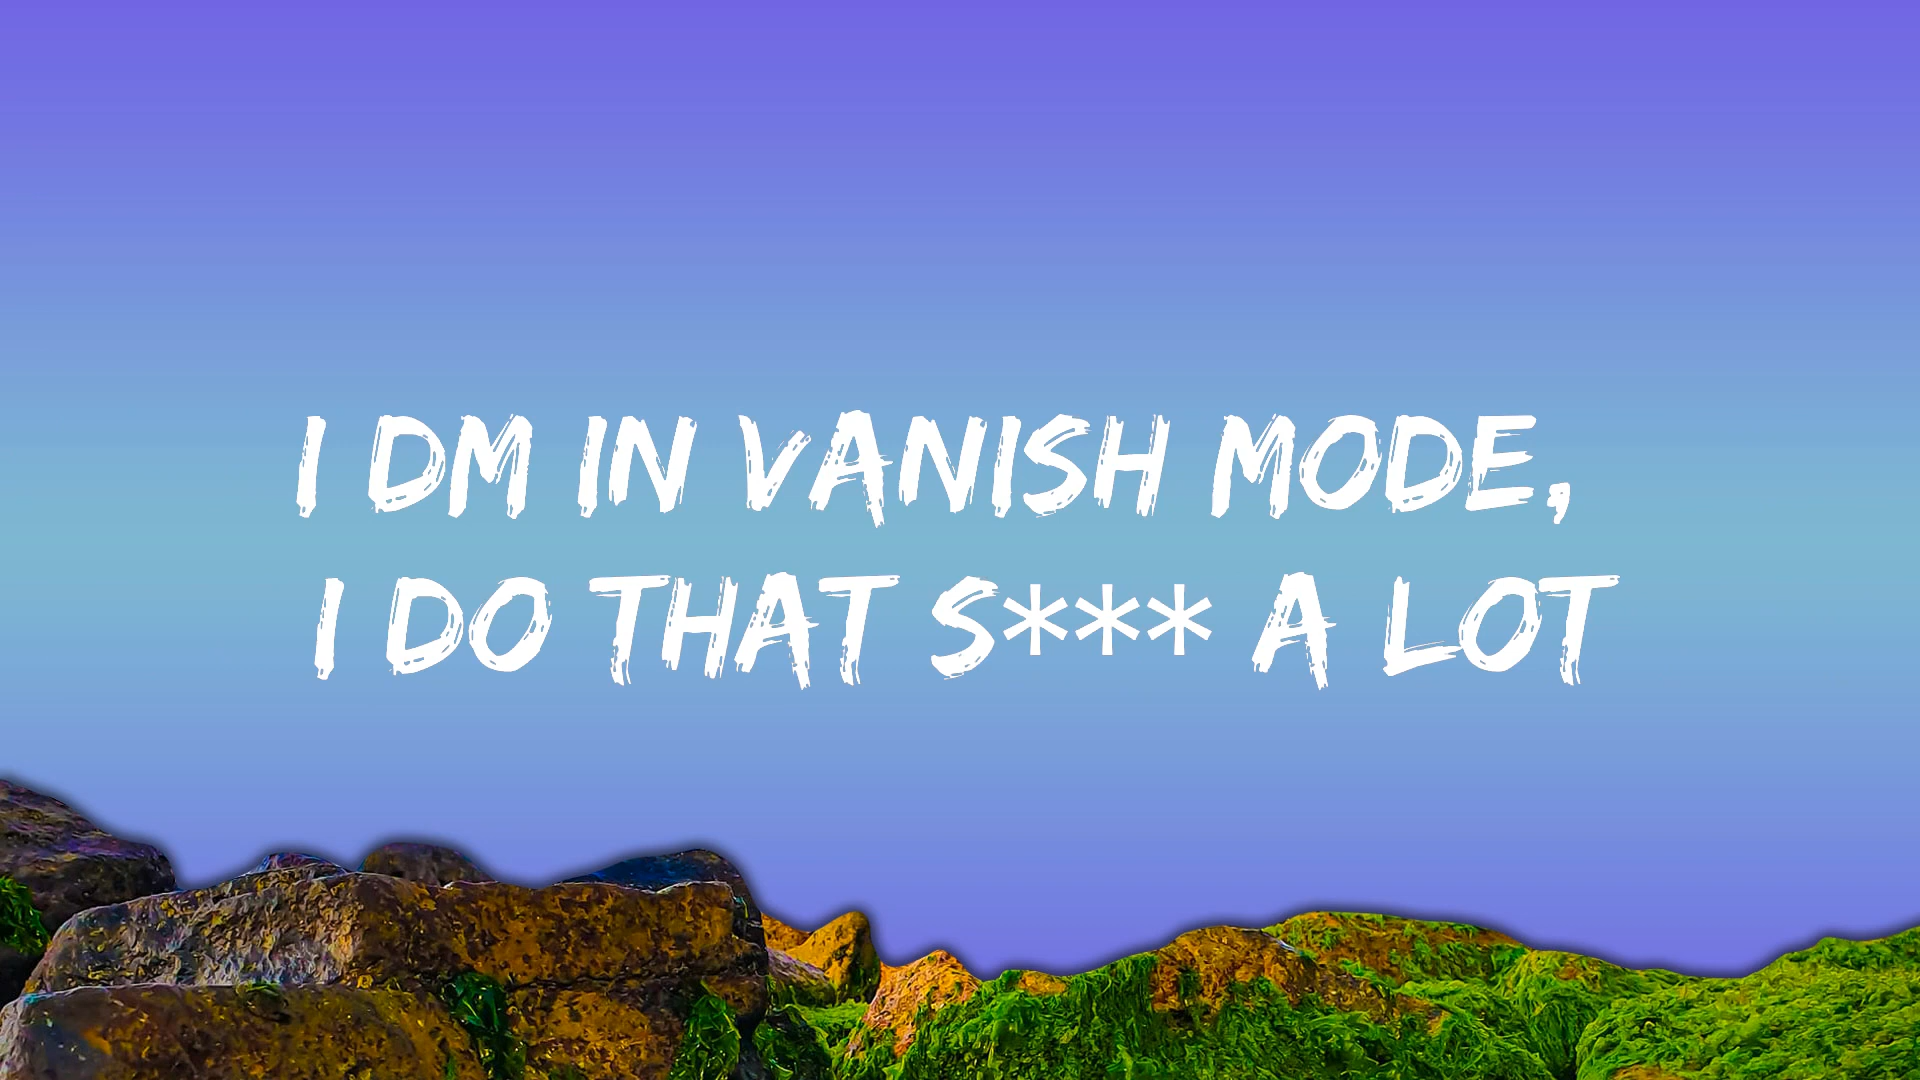 I DM IN VANISH MODE,
I DO THAT S*** A LOT